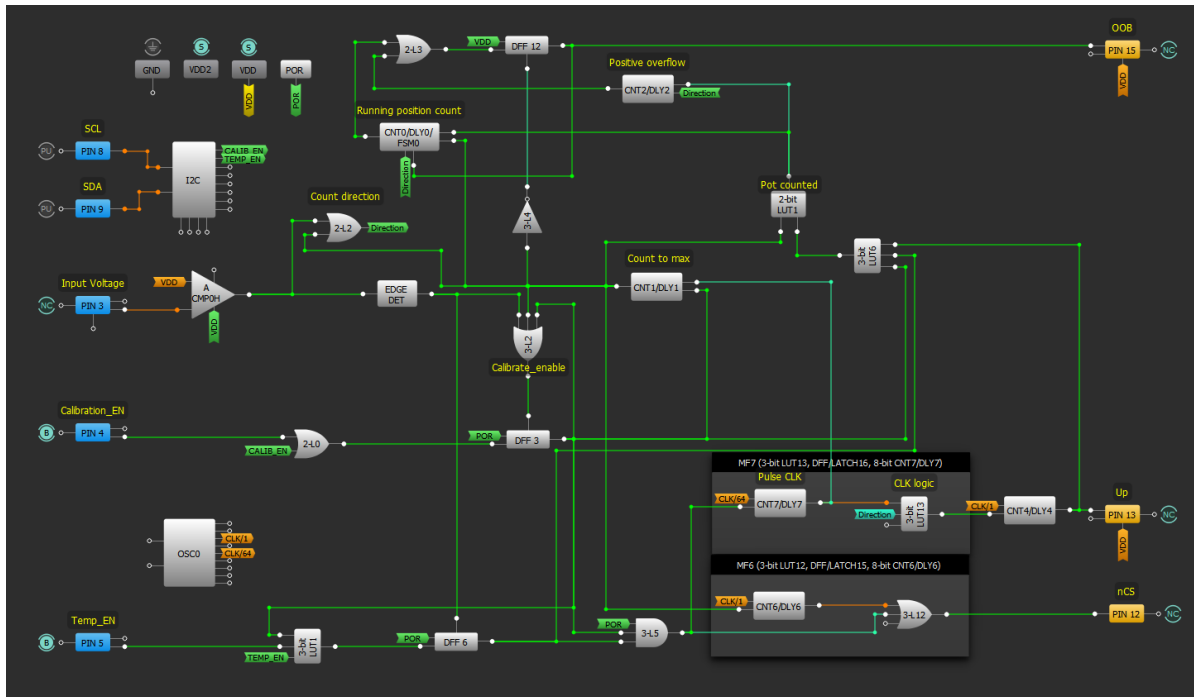 OOB
2-L3
VDD
DFF 12
PIN 15
NC
VDD
Positive overflow
S
S
GND
VDD2
VDD
POR
VDD
POR
CNT2/DLY2
Direction
Running position count
CNT0/DLY0/
FSM0
Direction
SCL
PU
PIN 8
I2C
CALIB_EN
TEMP_EN
SDA
PU
PIN 9
Count direction
2-L2
Direction
3-L4
Pot counted
2-bit
LUT1
3-bit
LUT6
Count to max
CNT1/DLY1
Input Voltage
NC
PIN 3
VDD
A
CMP0H
VDD
EDGE
DET
3-L2
Calibrate_enable
Calibration_EN
B
PIN 4
CALIB_EN
2-L0
POR
DFF 3
MF7 (3-bit LUT13, DFF/LATCH16, 8-bit CNT7/DLY7)
Pulse CLK
CLK logic
CLK/64
CNT7/DLY7
Direction
3-bit
LUT13
CLK/1
CNT4/DLY4
Up
PIN 13
NC
VDD
OSC0
CLK/1
CLK/64
MF6 (3-bit LUT12, DFF/LATCH15, 8-bit CNT6/DLY6)
CLK/1
CNT6/DLY6
3-L12
nCS
PIN 12
NC
Temp_EN
B
PIN 5
TEMP_EN
3-bit
LUT1
POR
DFF 6
POR
3-L5